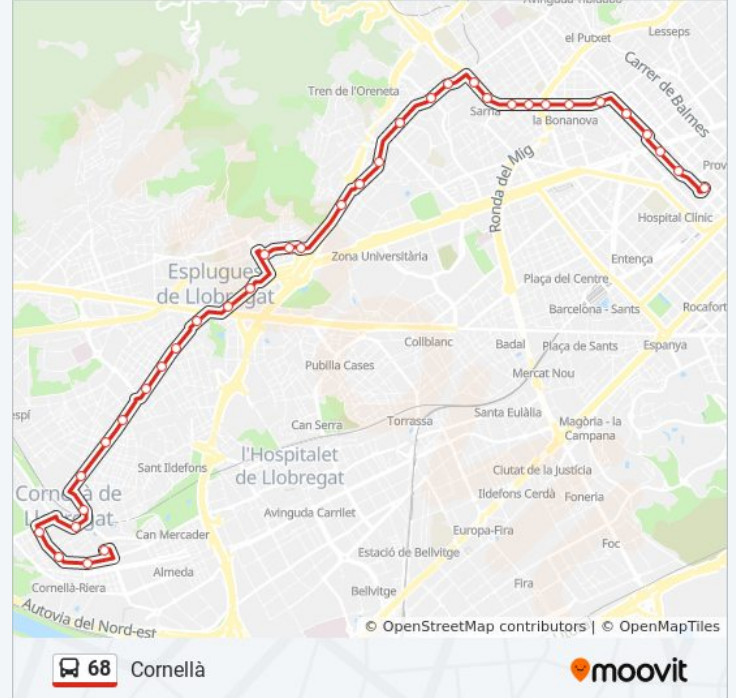 Avinguda Tibidabo
el Putxet
Lesseps
Carrer de Balmes
Tren de l'Oreneta
Sarrià
la Bonanova
Prov
Ronda del Mig
Hospital Clínic
Zona Universitària
Entença
Esplugues
de Llobregat
Plaça del Centre
Barcelona - Sants
Rocafort
Collblanc
Badal
Plaça de Sants
Espanya
Pubilla Cases
Mercat Nou
espí
Can Serra
Torrassa
Santa Eulàlia
Magòria - la
Campana
Sant Ildefons
l'Hospitalet
de Llobregat
Ciutat de la Justícia
Cornellà de
Llobregat
Ildefons Cerdà
Foneria
Avinguda Carrilet
Can Mercader
Europa-Fira
Foc
Estació de Bellvitge
Almeda
Cornellà-Riera
Bellvitge
Fira
Autovia del Nord-est
© OpenStreetMap contributors | © OpenMapTiles
68 Cornellà
moovit